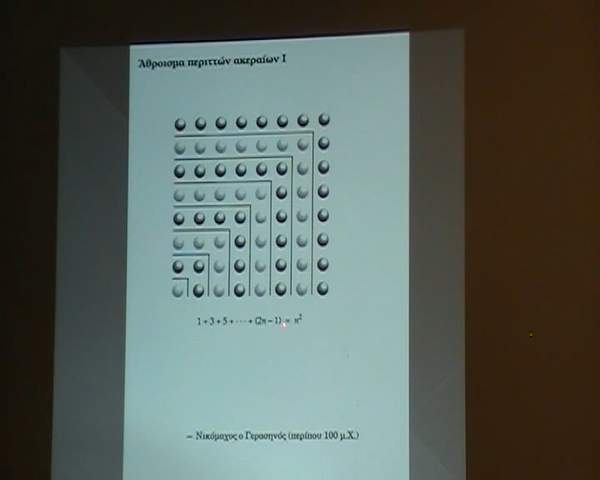 Άθροισμα περιττών ακεραίων I
1 + 3 + 5 + ⋯ + (2n − 1) = n²
— Νικόμαχος ο Γερασηνός (περίπου 100 μ.Χ.)